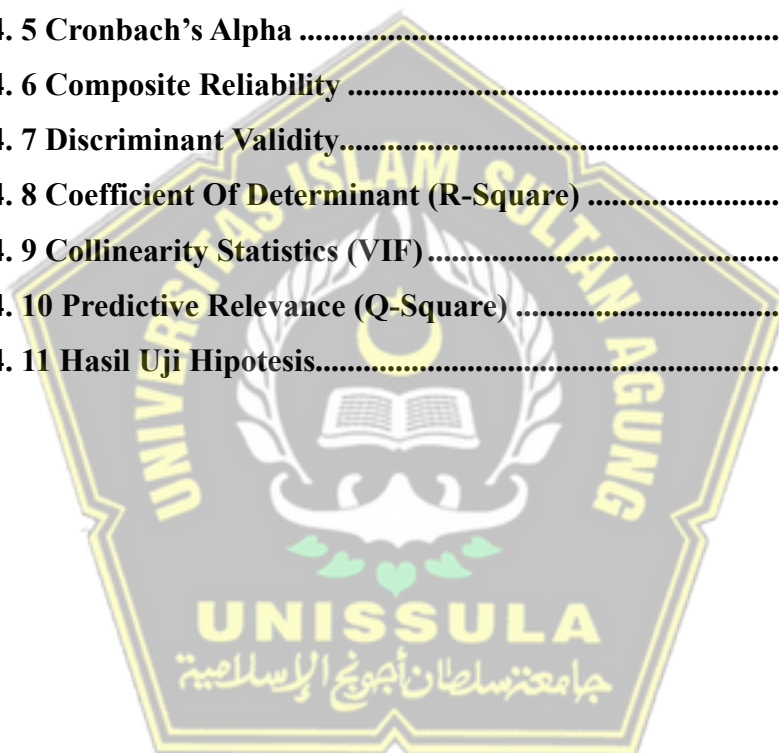 4. 5 Cronbach’s Alpha ............................................................
4. 6 Composite Reliability ......................................................
4. 7 Discriminant Validity.......................................................
4. 8 Coefficient Of Determinant (R-Square) ........................
4. 9 Collinearity Statistics (VIF) ............................................
4. 10 Predictive Relevance (Q-Square) .................................
4. 11 Hasil Uji Hipotesis..........................................................
UNIVERSITAS ISLAM SULTAN AGUNG
UNISSULA
جامعة سلطان أجونج الإسلامية